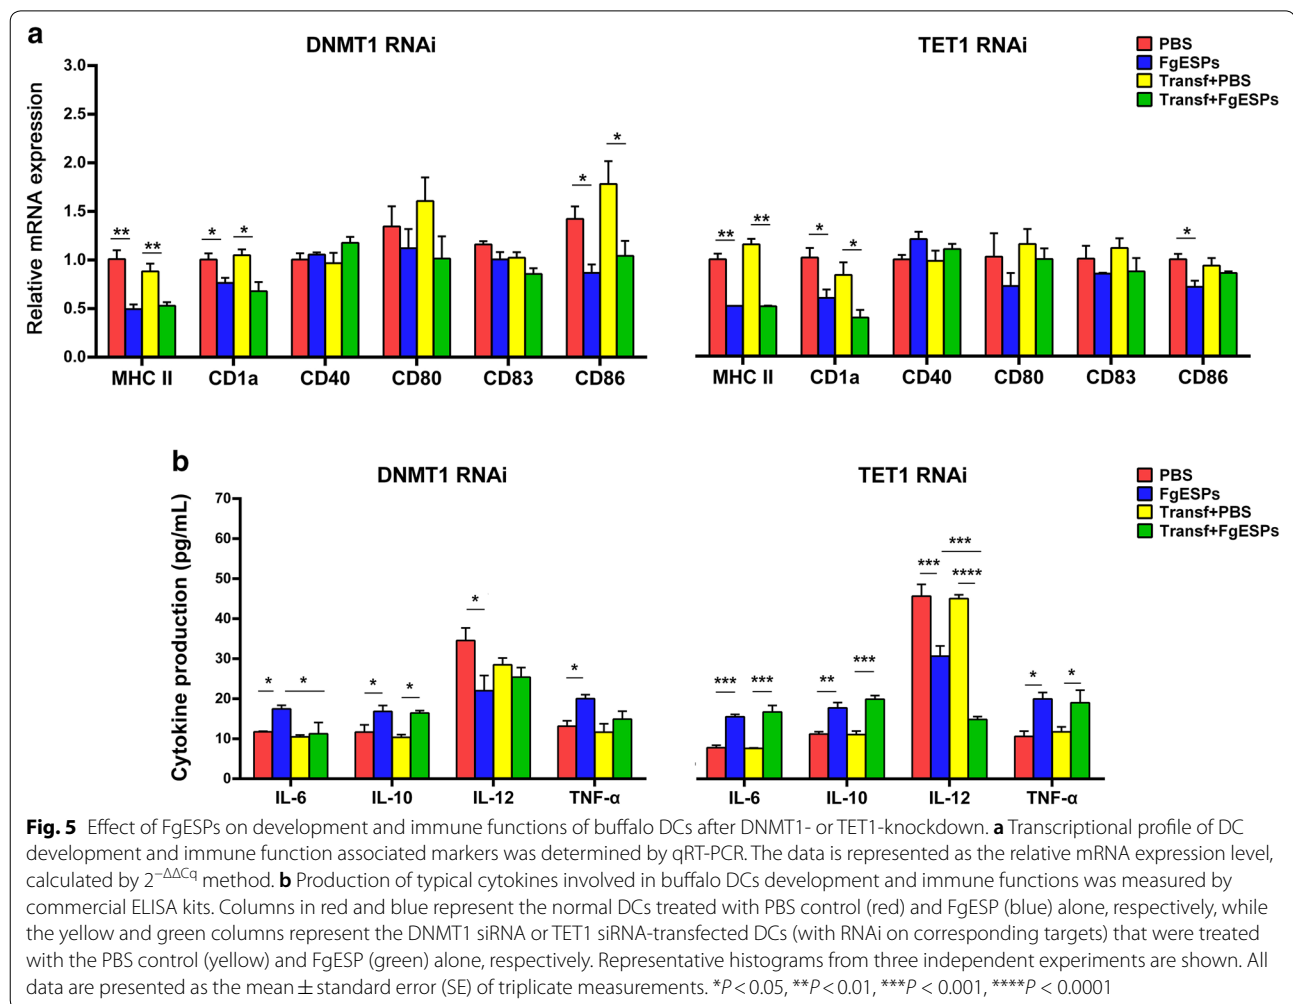 a
DNMT1 RNAi
TET1 RNAi
PBS
FgESPs
Transf+PBS
Transf+FgESPs
Relative mRNA expression
3.0
2.5
2.0
1.5
1.0
0.5
0.0
** ** * * * *
** ** * * *
MHC II CD1a CD40 CD80 CD83 CD86
MHC II CD1a CD40 CD80 CD83 CD86
b
DNMT1 RNAi
TET1 RNAi
PBS
FgESPs
Transf+PBS
Transf+FgESPs
Cytokine production (pg/mL)
70
60
50
40
30
20
10
0
* * * * * *
*** *** ** *** *** *** **** * *
IL-6 IL-10 IL-12 TNF-α
IL-6 IL-10 IL-12 TNF-α
Fig. 5 Effect of FgESPs on development and immune functions of buffalo DCs after DNMT1- or TET1-knockdown. a Transcriptional profile of DC
development and immune function associated markers was determined by qRT-PCR. The data is represented as the relative mRNA expression level,
calculated by 2−ΔΔCq method. b Production of typical cytokines involved in buffalo DCs development and immune functions was measured by
commercial ELISA kits. Columns in red and blue represent the normal DCs treated with PBS control (red) and FgESP (blue) alone, respectively, while
the yellow and green columns represent the DNMT1 siRNA or TET1 siRNA-transfected DCs (with RNAi on corresponding targets) that were treated
with the PBS control (yellow) and FgESP (green) alone, respectively. Representative histograms from three independent experiments are shown. All
data are presented as the mean ± standard error (SE) of triplicate measurements. *P < 0.05, **P < 0.01, ***P < 0.001, ****P < 0.0001